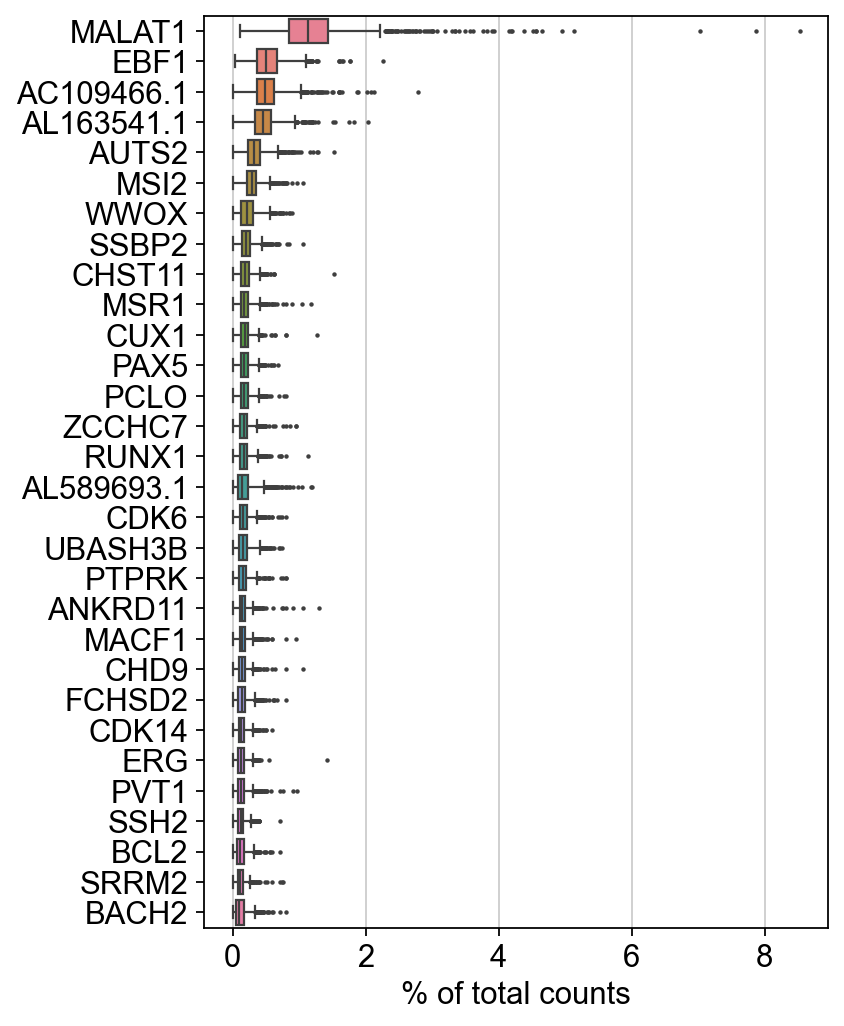 MALAT1
EBF1
AC109466.1
AL163541.1
AUTS2
MSI2
WWOX
SSBP2
CHST11
MSR1
CUX1
PAX5
PCLO
ZCCHC7
RUNX1
AL589693.1
CDK6
UBASH3B
PTPRK
ANKRD11
MACF1
CHD9
FCHSD2
CDK14
ERG
PVT1
SSH2
BCL2
SRRM2
BACH2
0 2 4 6 8
% of total counts